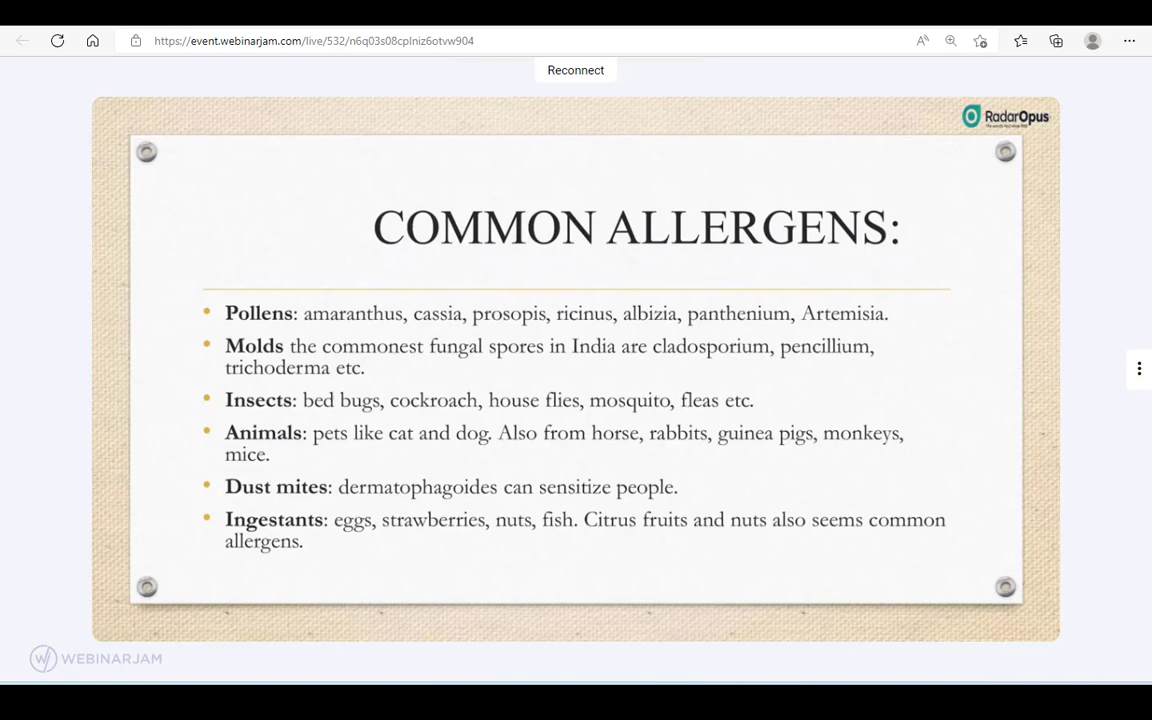 https://event.webinarjam.com/live/532/n6q03s08cplniz6otvw904
Reconnect
RadarOpus
COMMON ALLERGENS:
• Pollens: amaranthus, cassia, prosopis, ricinus, albizia, panthenium, Artemisia.
• Molds the commonest fungal spores in India are cladosporium, pencillium,
trichoderma etc.
• Insects: bed bugs, cockroach, house flies, mosquito, fleas etc.
• Animals: pets like cat and dog. Also from horse, rabbits, guinea pigs, monkeys,
mice.
• Dust mites: dermatophagoides can sensitize people.
• Ingestants: eggs, strawberries, nuts, fish. Citrus fruits and nuts also seems common
allergens.
WEBINARJAM